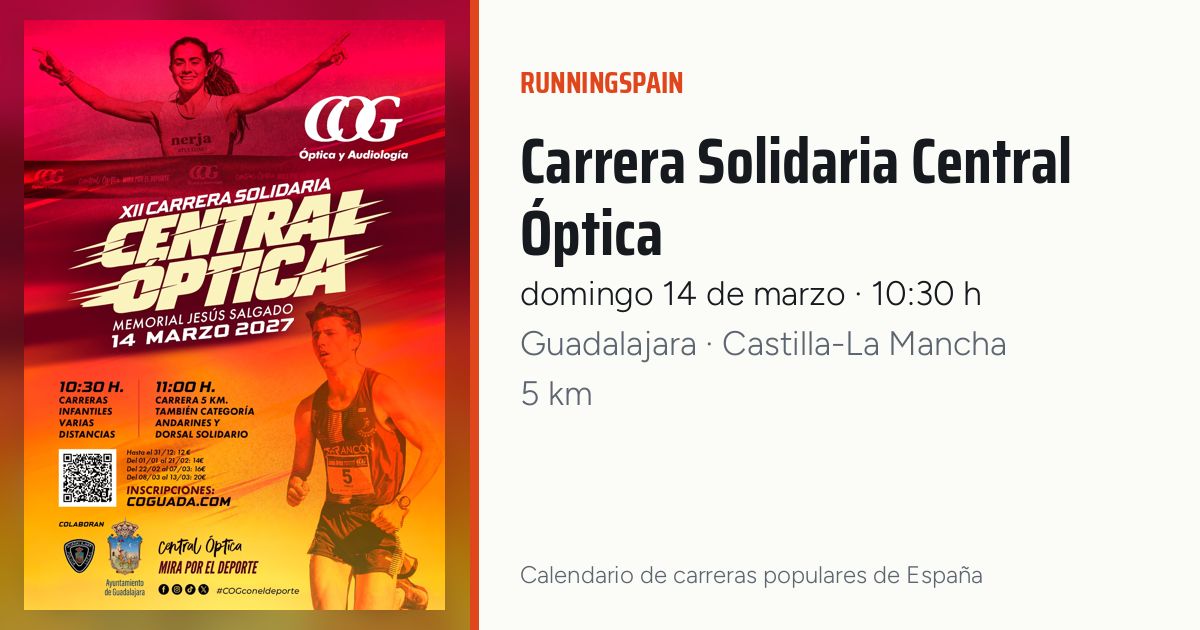 nerja
COG
Óptica y Audiología
XII CARRERA SOLIDARIA
CENTRAL
ÓPTICA
MEMORIAL JESÚS SALGADO
14 MARZO 2027
10:30 H.
CARRERAS
INFANTILES
VARIAS
DISTANCIAS
11:00 H.
CARRERA 5 KM.
TAMBIÉN CATEGORÍA
ANDARINES Y
DORSAL SOLIDARIO
Hasta el 31/12: 12€
Del 01/01 al 21/02: 14€
Del 22/02 al 07/03: 16€
Del 08/03 al 13/03: 20€
INSCRIPCIONES:
COGUADA.COM
5
COLABORAN
Ayuntamiento
de Guadalajara
Central Óptica
MIRA POR EL DEPORTE
#COGconeldeporte
RUNNINGSPAIN
Carrera Solidaria Central
Óptica
domingo 14 de marzo · 10:30 h
Guadalajara · Castilla-La Mancha
5 km
Calendario de carreras populares de España